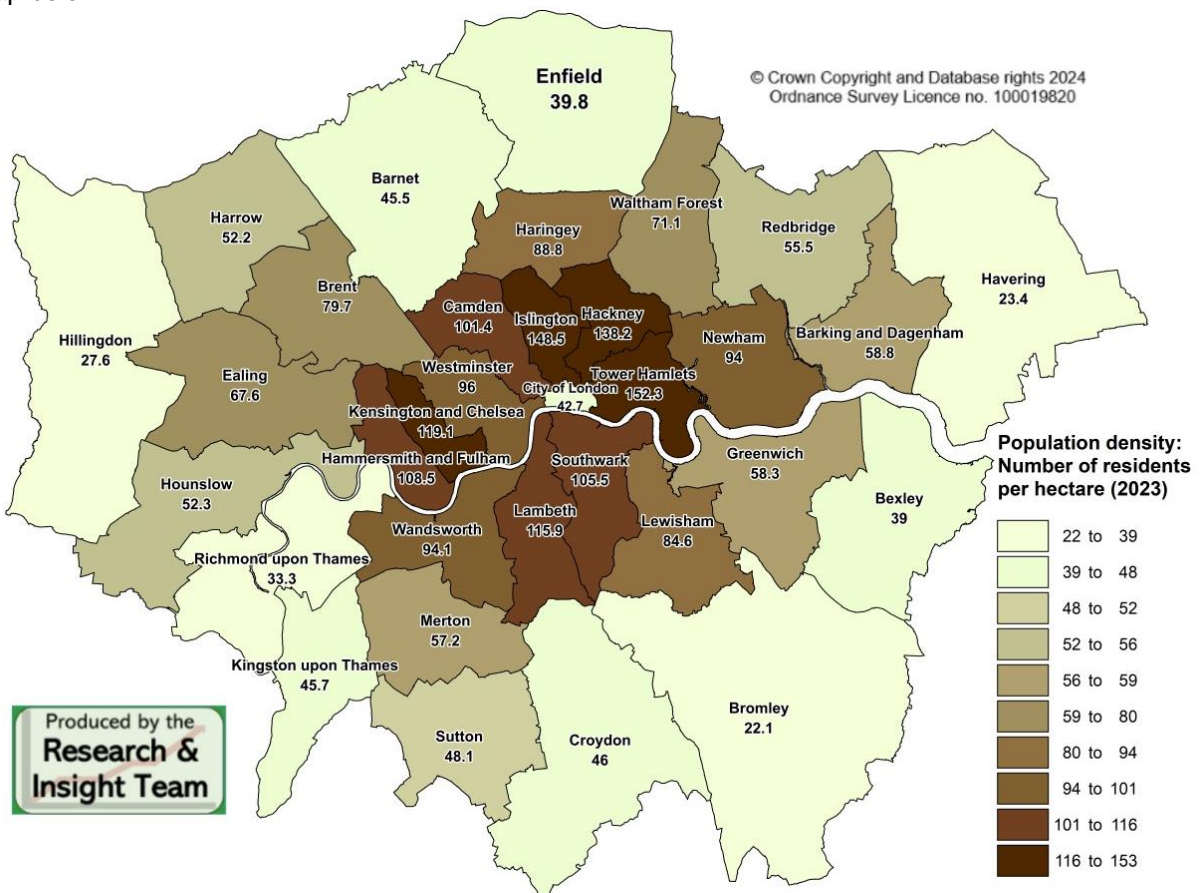 Enfield
39.8
© Crown Copyright and Database rights 2024
Ordnance Survey Licence no. 100019820
Barnet
45.5
Harrow
52.2
Haringey
88.8
Waltham Forest
71.1
Redbridge
55.5
Havering
23.4
Hillingdon
27.6
Brent
79.7
Camden
101.4
Islington
148.5
Hackney
138.2
Newham
94
Barking and Dagenham
58.8
Ealing
67.6
Westminster
96
City of London
42.7
Tower Hamlets
152.3
Kensington and Chelsea
119.1
Hammersmith and Fulham
108.5
Hounslow
52.3
Southwark
105.5
Greenwich
58.3
Bexley
39
Lambeth
115.9
Lewisham
84.6
Wandsworth
94.1
Richmond upon Thames
33.3
Merton
57.2
Kingston upon Thames
45.7
Sutton
48.1
Croydon
46
Bromley
22.1
Population density:
Number of residents
per hectare (2023)
22 to 39
39 to 48
48 to 52
52 to 56
56 to 59
59 to 80
80 to 94
94 to 101
101 to 116
116 to 153
Produced by the
Research &
Insight Team